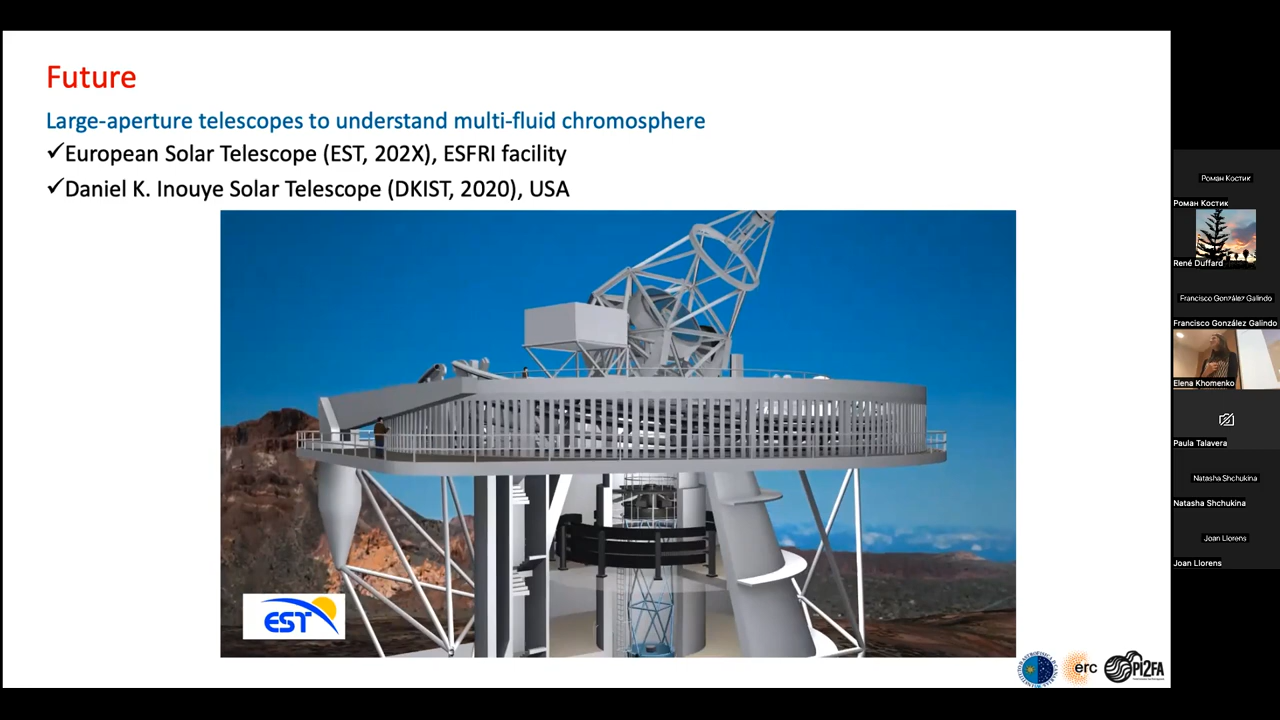 Future
Large-aperture telescopes to understand multi-fluid chromosphere
✓European Solar Telescope (EST, 202X), ESFRI facility
✓Daniel K. Inouye Solar Telescope (DKIST, 2020), USA
EST
erc
PI2FA
Роман Костик
Роман Костик
René Duffard
Francisco González Galindo
Francisco González Galindo
Elena Khomenko
Paula Talavera
Natasha Shchukina
Natasha Shchukina
Joan Llorens
Joan Llorens